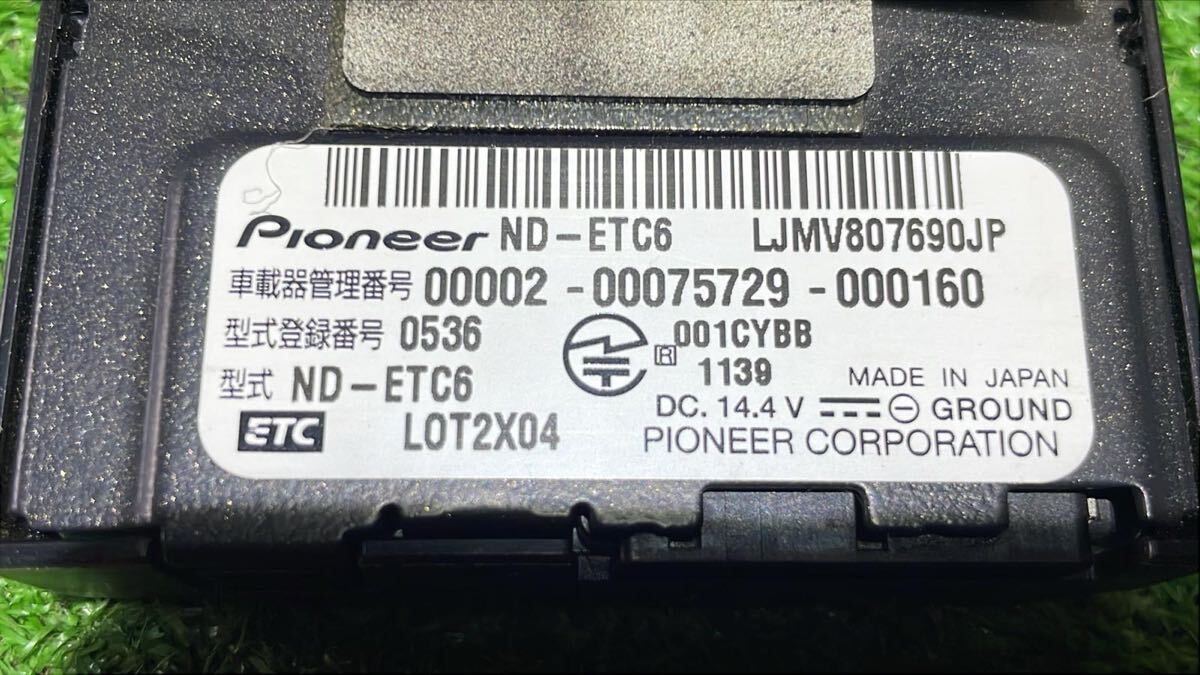 Pioneer ND-ETC6 LJMV807690JP
車載器管理番号 00002-00075729-000160
型式登録番号 0536
R 001CYBB
1139
型式 ND-ETC6
MADE IN JAPAN
DC. 14.4 V GROUND
ETC LOT2X04
PIONEER CORPORATION